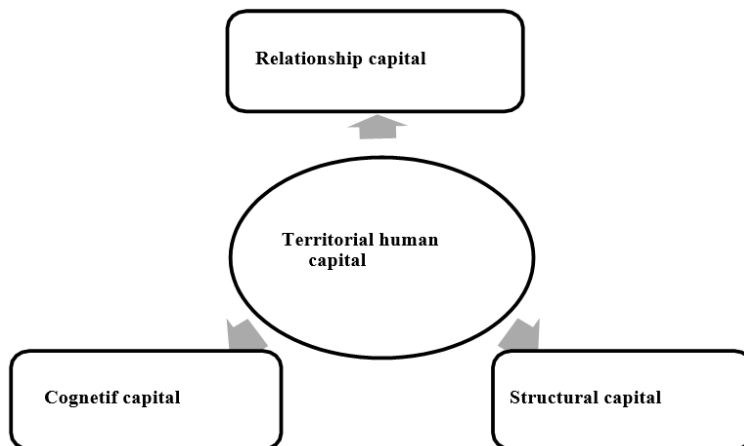 Relationship capital
Territorial human
capital
Cognetif capital
Structural capital